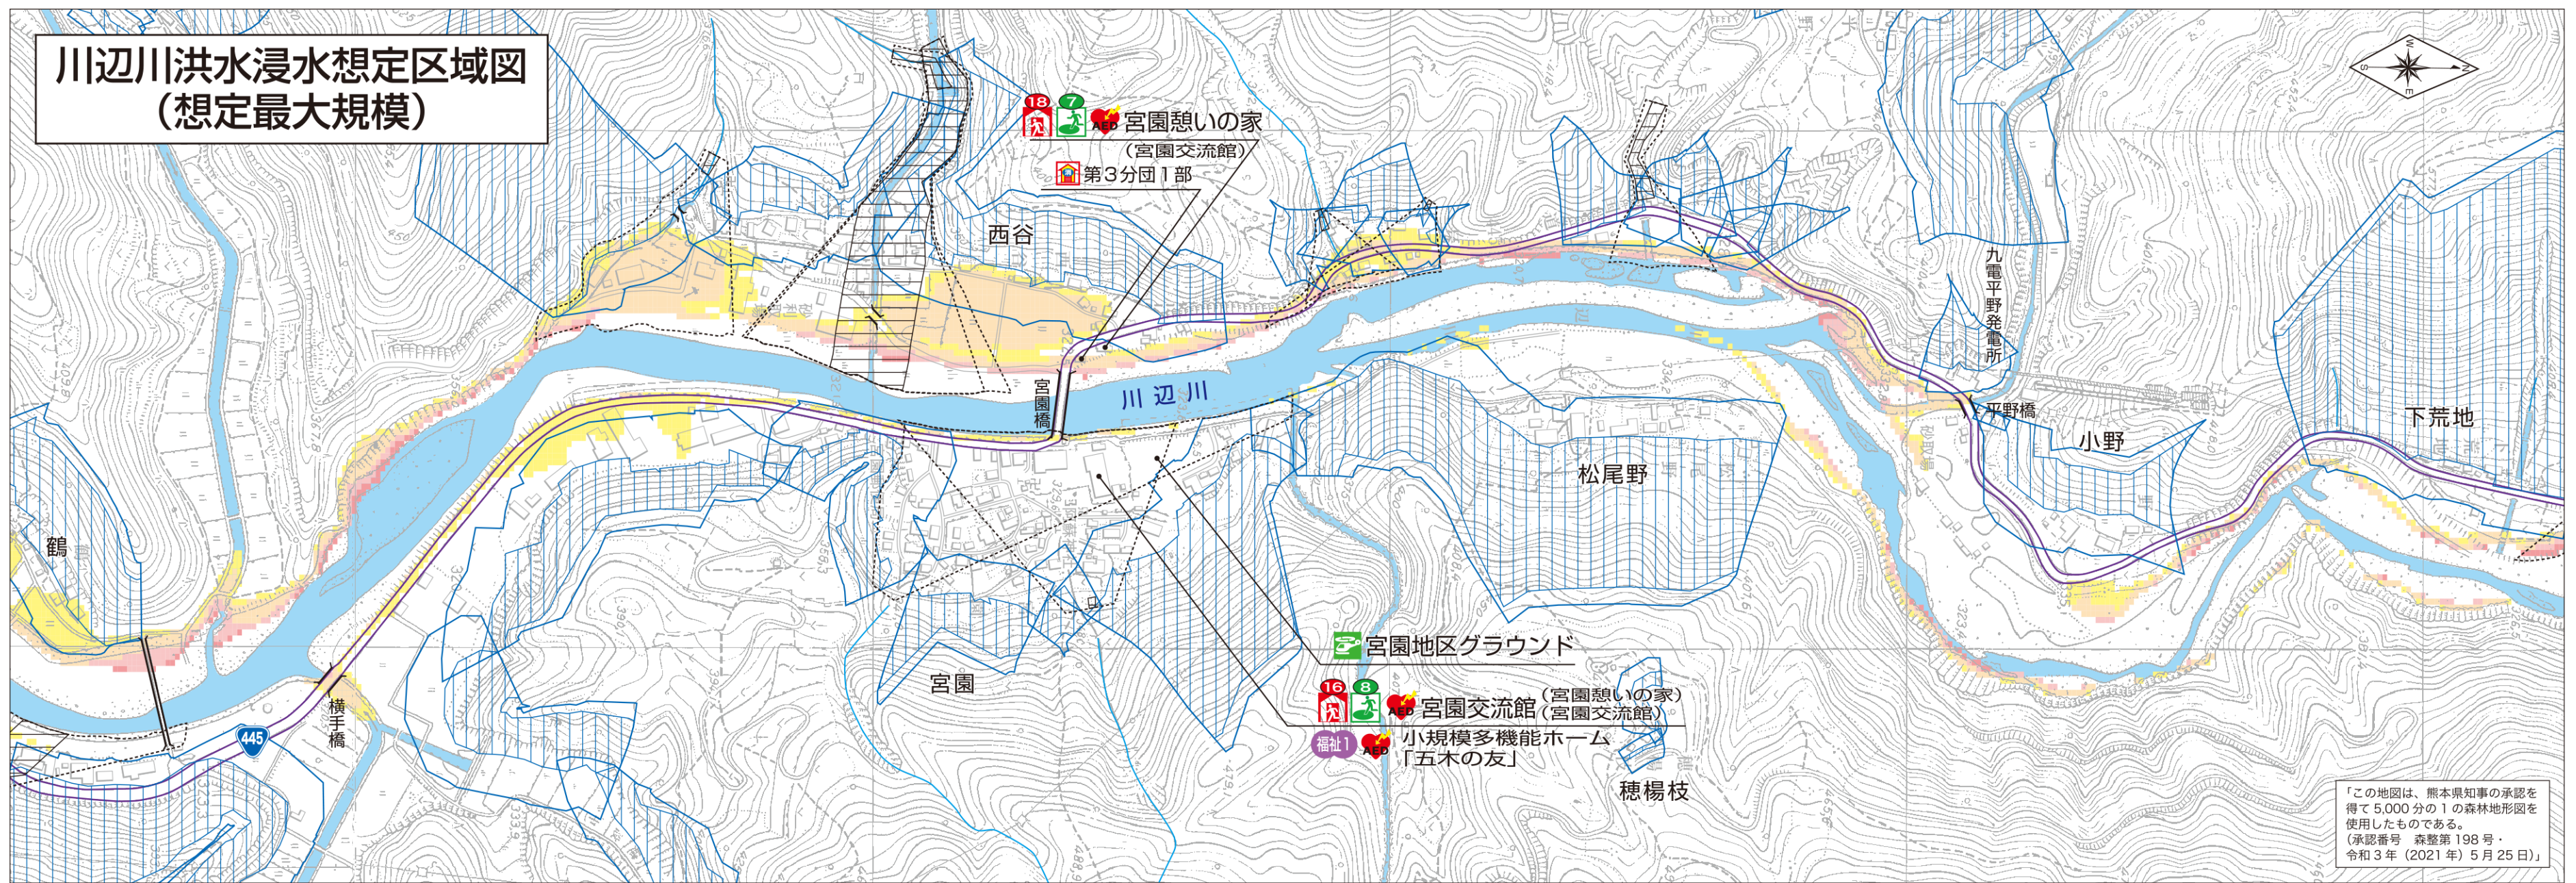 川辺川洪水浸水想定区域図
（想定最大規模）
W
N
S
E
18
7
AED
宮園憩いの家
（宮園交流館）
第３分団１部
西谷
九電平野発電所
宮園橋
川辺川
平野橋
小野
下荒地
松尾野
鶴
宮園地区グラウンド
宮園
16
8
AED
宮園交流館
（宮園憩いの家）
（宮園交流館）
横手橋
445
福祉1
AED
小規模多機能ホーム
「五木の友」
穂楊枝
「この地図は、熊本県知事の承認を
得て 5,000 分の 1 の森林地形図を
使用したものである。
（承認番号　森整第 198 号・
令和 3 年（2021 年）5 月 25 日）」